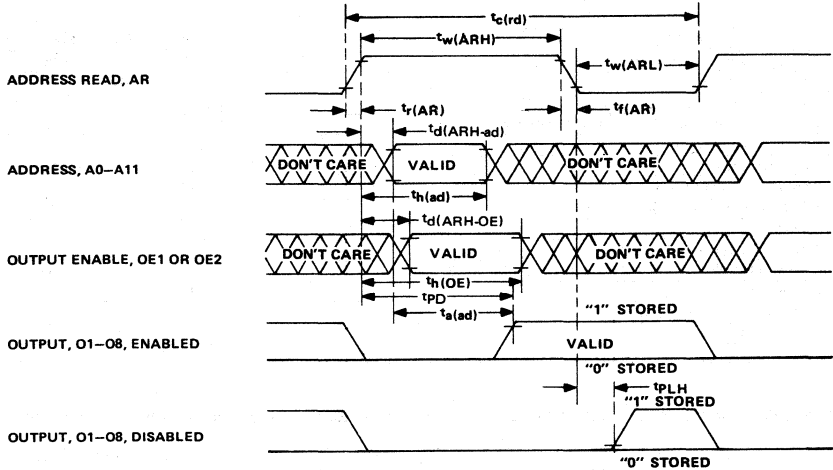 tc(rd)
tw(ARH)
tw(ARL)
ADDRESS READ, AR
tr(AR)
tf(AR)
td(ARH-ad)
ADDRESS, A0–A11
DON'T CARE
VALID
DON'T CARE
th(ad)
td(ARH-OE)
OUTPUT ENABLE, OE1 OR OE2
DON'T CARE
VALID
DON'T CARE
th(OE)
tPD
ta(ad)
"1" STORED
OUTPUT, O1–O8, ENABLED
VALID
"0" STORED
tPLH
"1" STORED
OUTPUT, O1–O8, DISABLED
"0" STORED